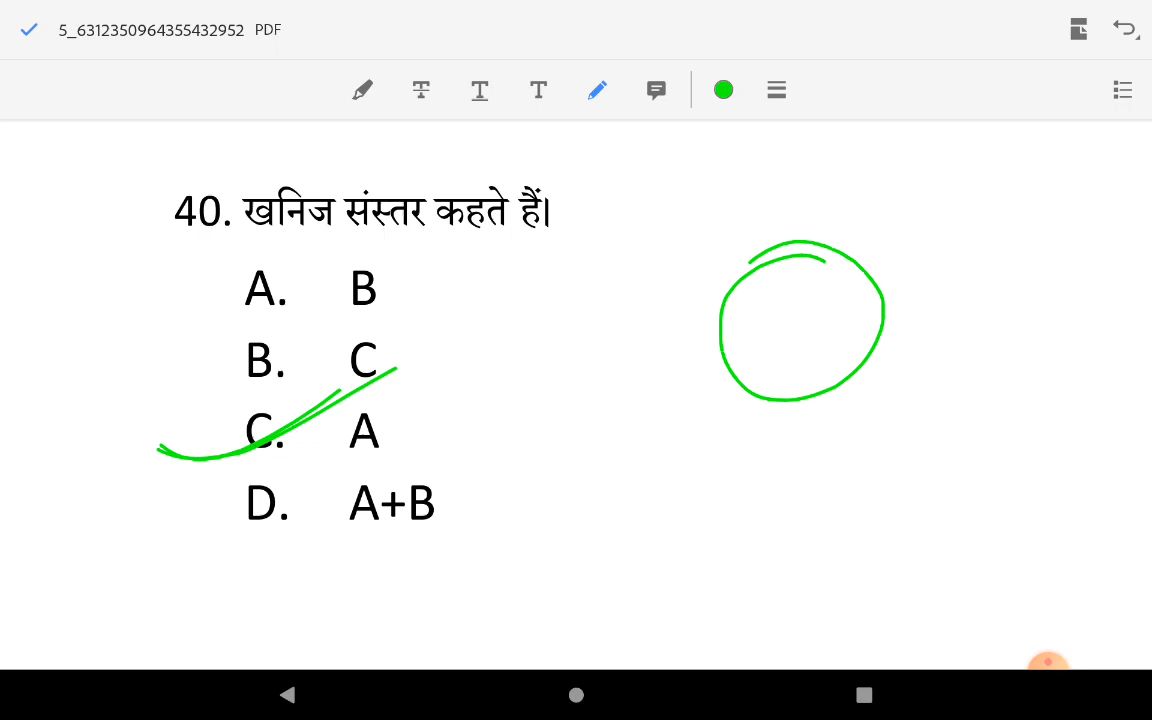 5_6312350964355432952 PDF
40. खनिज संस्तर कहते हैं।
A. B
B. C
C. A
D. A+B